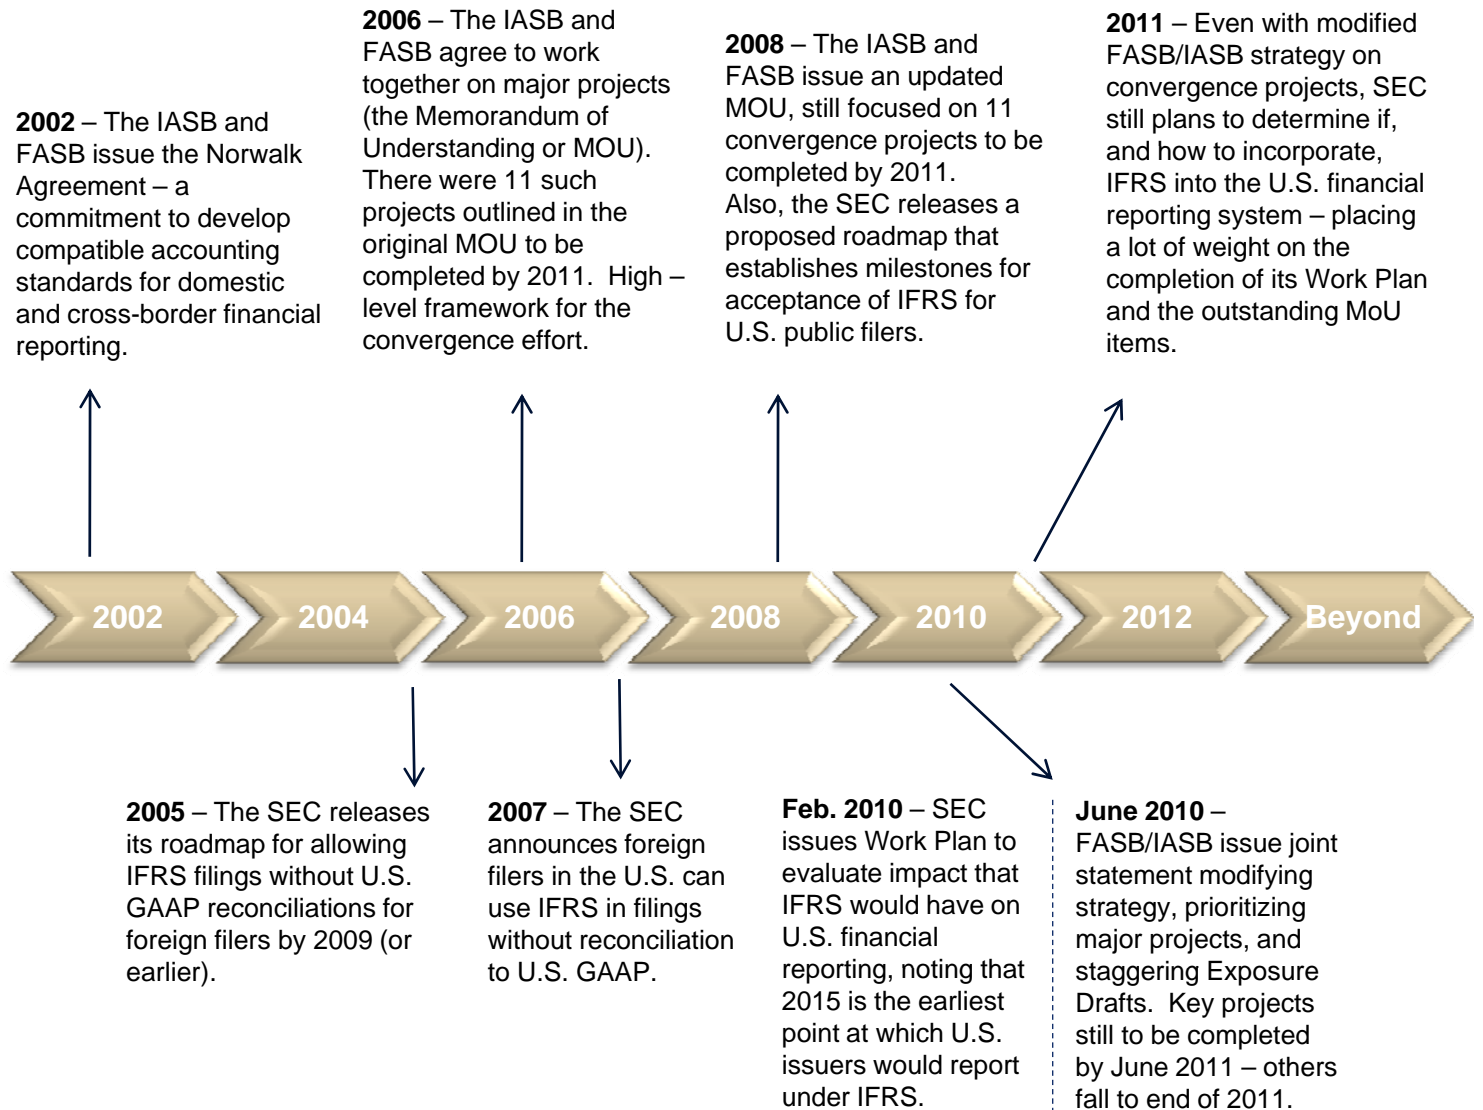 2002 – The IASB and
FASB issue the Norwalk
Agreement – a
commitment to develop
compatible accounting
standards for domestic
and cross-border financial
reporting.
2006 – The IASB and
FASB agree to work
together on major projects
(the Memorandum of
Understanding or MOU).
There were 11 such
projects outlined in the
original MOU to be
completed by 2011.  High –
level framework for the
convergence effort.
2008 – The IASB and
FASB issue an updated
MOU, still focused on 11
convergence projects to be
completed by 2011.
Also, the SEC releases a
proposed roadmap that
establishes milestones for
acceptance of IFRS for
U.S. public filers.
2011 – Even with modified
FASB/IASB strategy on
convergence projects, SEC
still plans to determine if,
and how to incorporate,
IFRS into the U.S. financial
reporting system – placing
a lot of weight on the
completion of its Work Plan
and the outstanding MoU
items.
2002
2004
2006
2008
2010
2012
Beyond
2005 – The SEC releases
its roadmap for allowing
IFRS filings without U.S.
GAAP reconciliations for
foreign filers by 2009 (or
earlier).
2007 – The SEC
announces foreign
filers in the U.S. can
use IFRS in filings
without reconciliation
to U.S. GAAP.
Feb. 2010 – SEC
issues Work Plan to
evaluate impact that
IFRS would have on
U.S. financial
reporting, noting that
2015 is the earliest
point at which U.S.
issuers would report
under IFRS.
June 2010 –
FASB/IASB issue joint
statement modifying
strategy, prioritizing
major projects, and
staggering Exposure
Drafts.  Key projects
still to be completed
by June 2011 – others
fall to end of 2011.